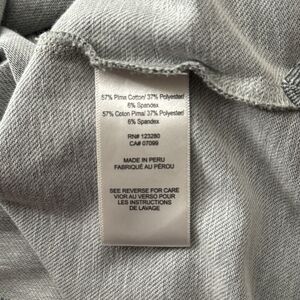 57% Pima Cotton/ 37% Polyester/
6% Spandex
57% Coton Pima/ 37% Polyester/
6% Spandex
RN# 123280
CA# 07099
MADE IN PERU
FABRIQUÉ AU PÉROU
SEE REVERSE FOR CARE
VIOR AU VERSO POUR
LES INSTRUCTIONS
DE LAVAGE